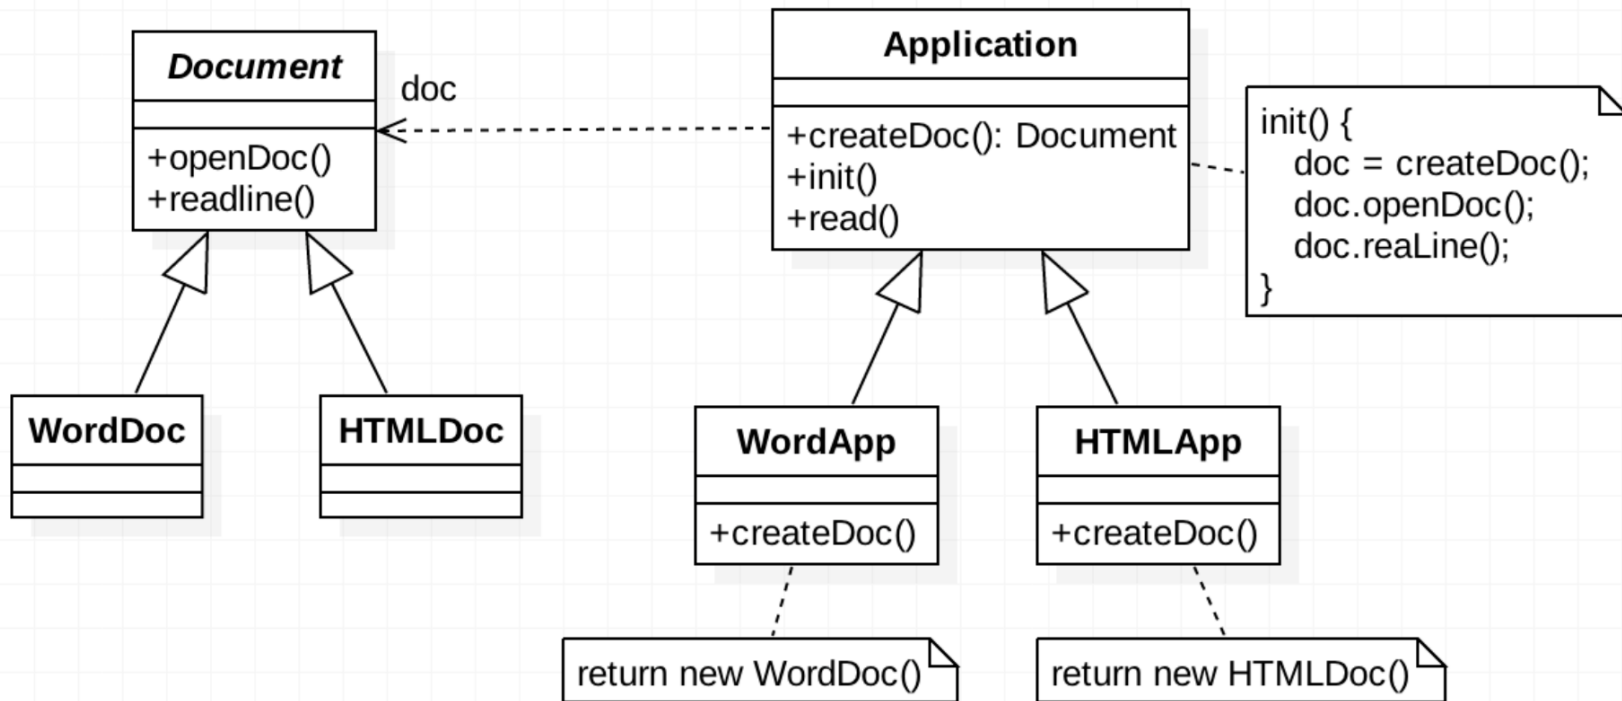 Document
+openDoc()
+readline()
doc
Application
+createDoc(): Document
+init()
+read()
init() {
doc = createDoc();
doc.openDoc();
doc.reaLine();
}
WordDoc
HTMLDoc
WordApp
+createDoc()
HTMLApp
+createDoc()
return new WordDoc()
return new HTMLDoc()